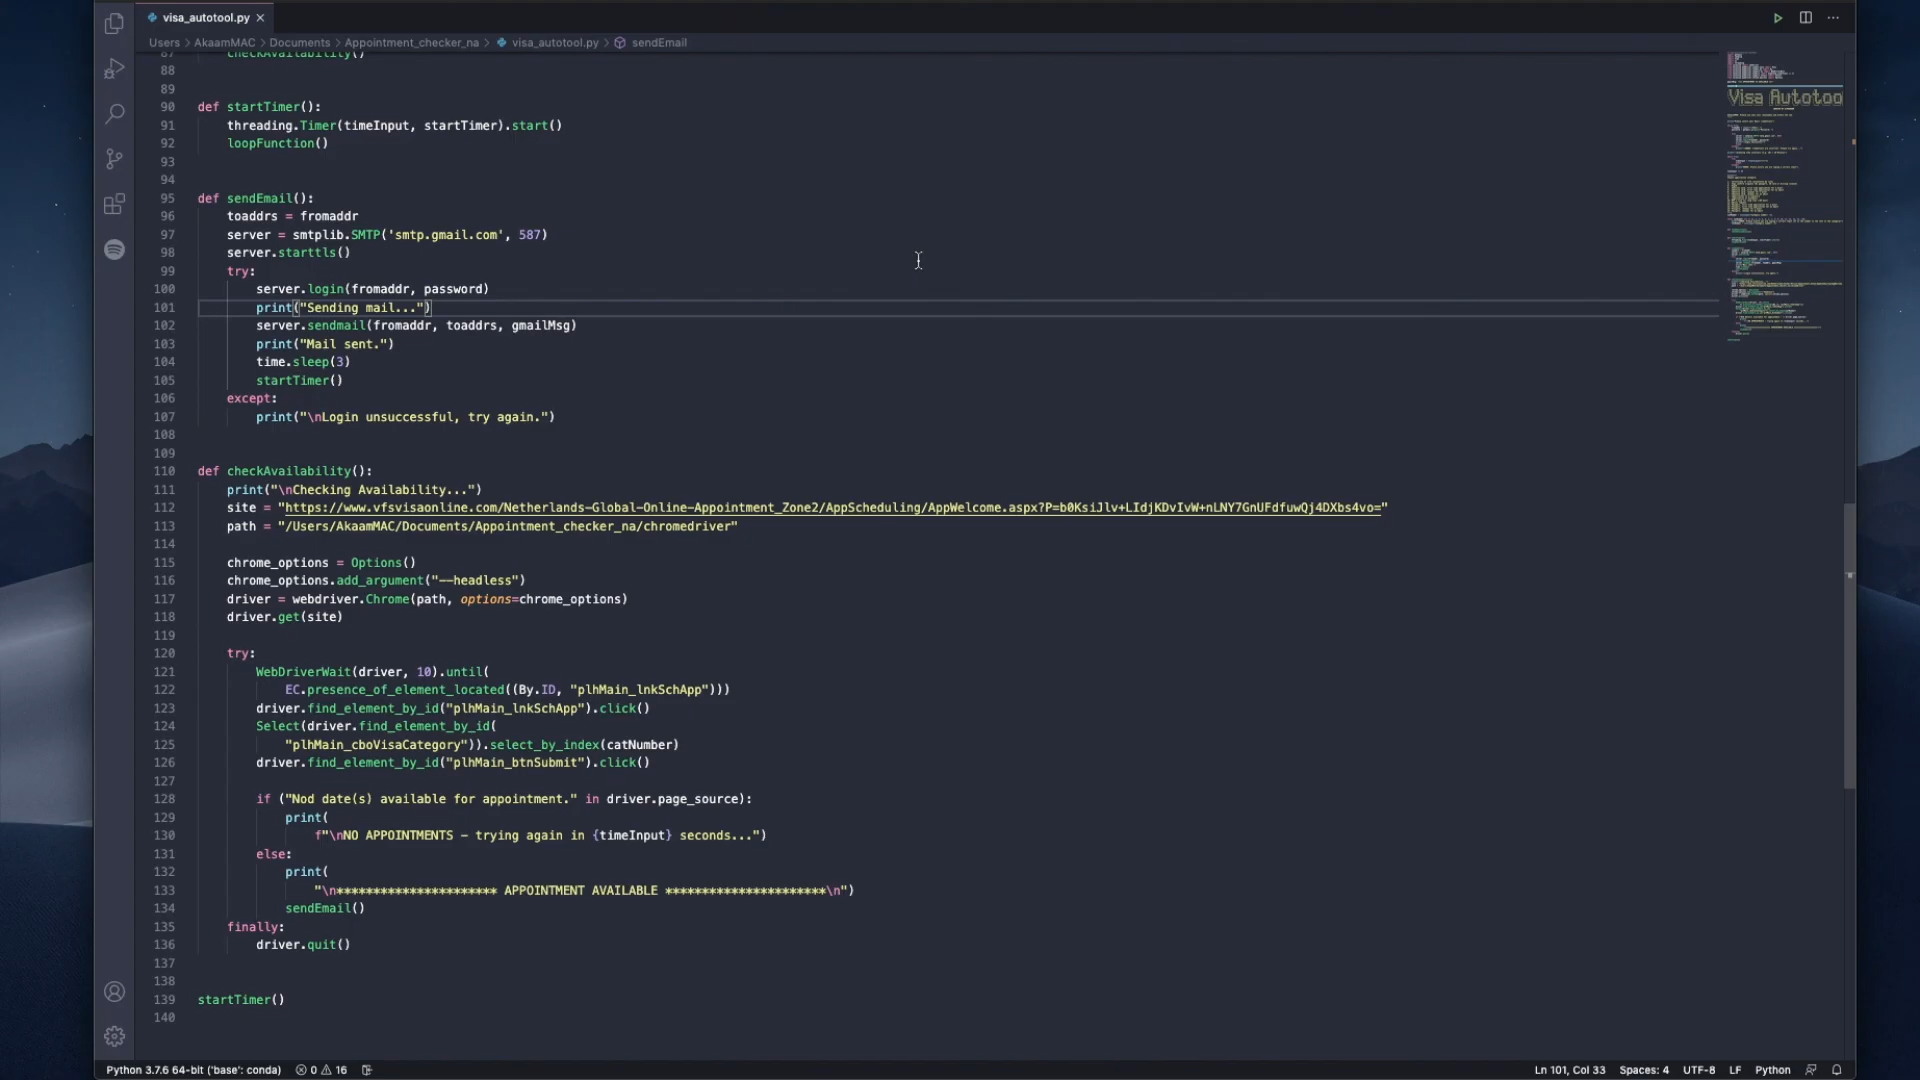 visa_autotool.py
Users > AkaamMAC > Documents > Appointment_checker_na > visa_autotool.py > sendEmail
87 checkAvailability()
88
89
90 def startTimer():
91 threading.Timer(timeInput, startTimer).start()
92 loopFunction()
93
94
95 def sendEmail():
96 toaddrs = fromaddr
97 server = smtplib.SMTP('smtp.gmail.com', 587)
98 server.starttls()
99 try:
100 server.login(fromaddr, password)
101 print("Sending mail...")
102 server.sendmail(fromaddr, toaddrs, gmailMsg)
103 print("Mail sent.")
104 time.sleep(3)
105 startTimer()
106 except:
107 print("\nLogin unsuccessful, try again.")
108
109
110 def checkAvailability():
111 print("\nChecking Availability...")
112 site = "https://www.vfsvisaonline.com/Netherlands-Global-Online-Appointment_Zone2/AppScheduling/AppWelcome.aspx?P=b0KsiJlv+LIdjKDvIvW+nLNY7GnUFdfuwQj4DXbs4vo="
113 path = "/Users/AkaamMAC/Documents/Appointment_checker_na/chromedriver"
114
115 chrome_options = Options()
116 chrome_options.add_argument("--headless")
117 driver = webdriver.Chrome(path, options=chrome_options)
118 driver.get(site)
119
120 try:
121 WebDriverWait(driver, 10).until(
122 EC.presence_of_element_located((By.ID, "plhMain_lnkSchApp")))
123 driver.find_element_by_id("plhMain_lnkSchApp").click()
124 Select(driver.find_element_by_id(
125 "plhMain_cboVisaCategory")).select_by_index(catNumber)
126 driver.find_element_by_id("plhMain_btnSubmit").click()
127
128 if ("Nod date(s) available for appointment." in driver.page_source):
129 print(
130 f"\nNO APPOINTMENTS - trying again in {timeInput} seconds...")
131 else:
132 print(
133 "\n********************** APPOINTMENT AVAILABLE **********************\n")
134 sendEmail()
135 finally:
136 driver.quit()
137
138
139 startTimer()
140
Visa Autotoo
Python 3.7.6 64-bit ('base': conda) 0 16 Ln 101, Col 33 Spaces: 4 UTF-8 LF Python